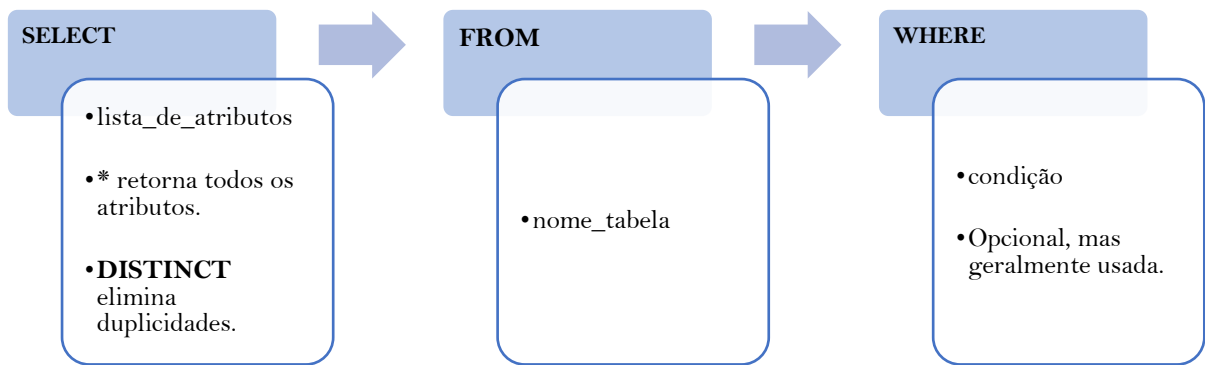 SELECT
•lista_de_atributos
•* retorna todos os
atributos.
•DISTINCT
elimina
duplicidades.
FROM
•nome_tabela
WHERE
•condição
•Opcional, mas
geralmente usada.